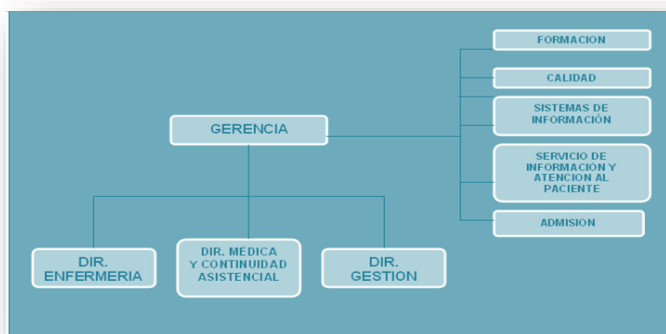 FORMACION
CALIDAD
SISTEMAS DE
INFORMACIÓN
GERENCIA
SERVICIO DE
INFORMACIÓN Y
ATENCION AL
PACIENTE
ADMISION
DIR.
ENFERMERIA
DIR. MÉDICA
Y CONTINUIDAD
ASISTENCIAL
DIR.
GESTION